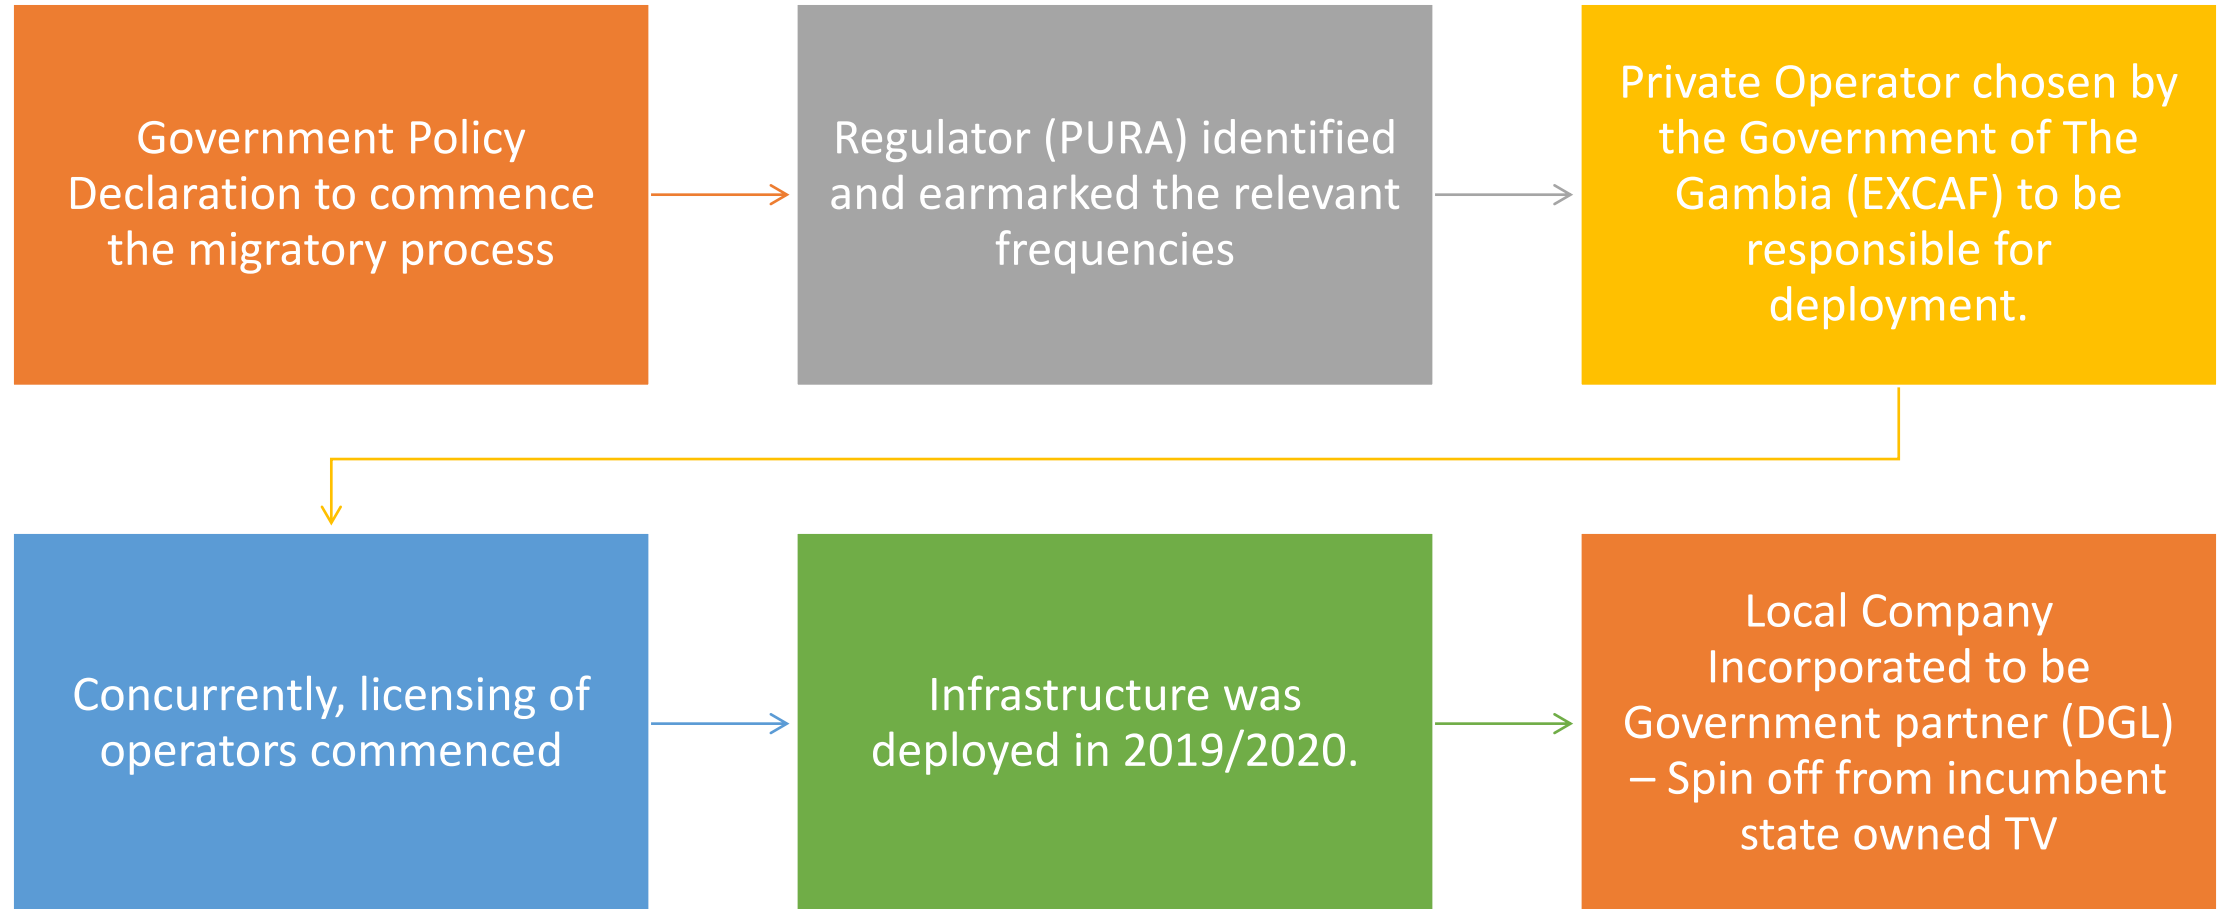 Government Policy
Declaration to commence
the migratory process
Regulator (PURA) identified
and earmarked the relevant
frequencies
Private Operator chosen by
the Government of The
Gambia (EXCAF) to be
responsible for
deployment.
Concurrently, licensing of
operators commenced
Infrastructure was
deployed in 2019/2020.
Local Company
Incorporated to be
Government partner (DGL)
– Spin off from incumbent
state owned TV